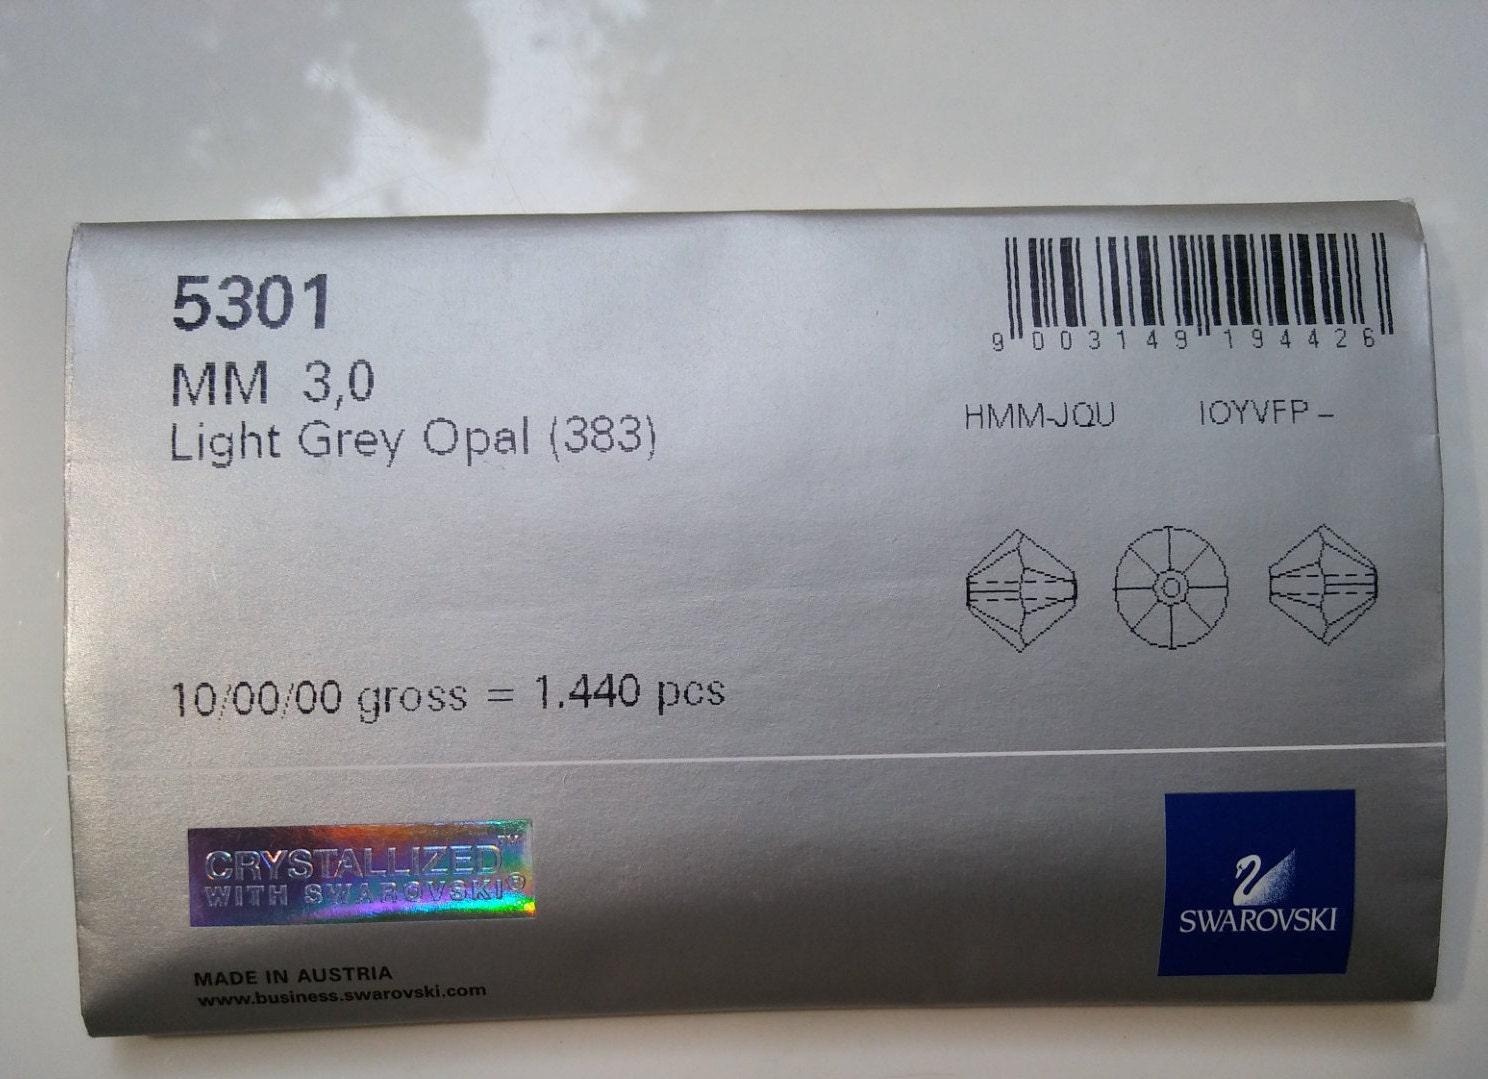 5301
MM 3,0
Light Grey Opal (383)
9 003149 194426
HMM-JQU IOYVFP -
10/00/00 gross = 1.440 pcs
CRYSTALLIZED™
WITH SWAROVSKI®
MADE IN AUSTRIA
www.business.swarovski.com
SWAROVSKI